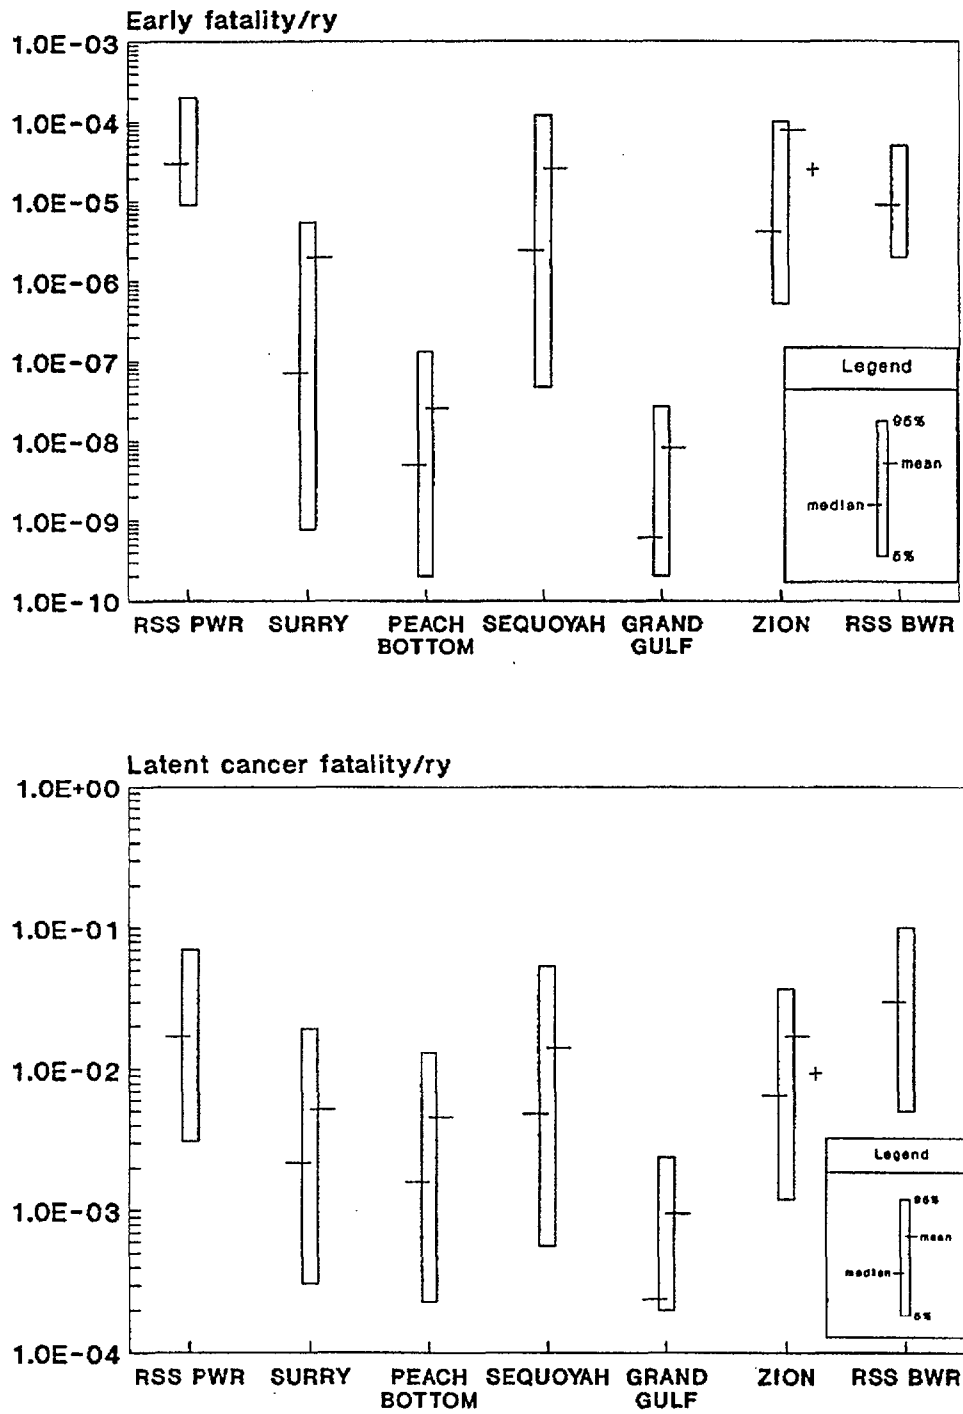 Early fatality/ry
1.0E-03
1.0E-04
1.0E-05
1.0E-06
1.0E-07
1.0E-08
1.0E-09
1.0E-10
Legend
95%
mean
median
5%
RSS PWR SURRY PEACH SEQUOYAH GRAND ZION RSS BWR
BOTTOM GULF
Latent cancer fatality/ry
1.0E+00
1.0E-01
1.0E-02
1.0E-03
1.0E-04
Legend
95%
mean
median
5%
RSS PWR SURRY PEACH SEQUOYAH GRAND ZION RSS BWR
BOTTOM GULF